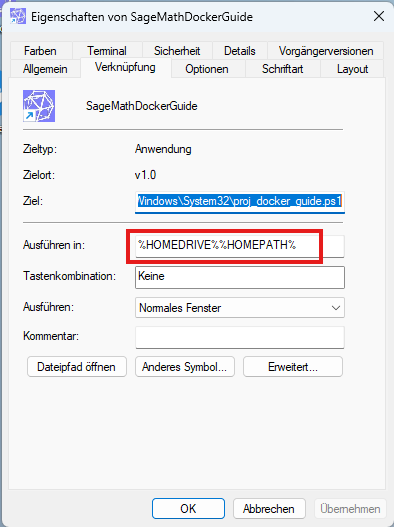 Eigenschaften von SageMathDockerGuide
Farben Terminal Sicherheit Details Vorgängerversionen
Allgemein Verknüpfung Optionen Schriftart Layout
SageMathDockerGuide
Zieltyp: Anwendung
Zielort: v1.0
Ziel: Windows\System32\proj_docker_guide.ps1
Ausführen in: %HOMEDRIVE%%HOMEPATH%
Tastenkombination: Keine
Ausführen: Normales Fenster
Kommentar:
Dateipfad öffnen Anderes Symbol... Erweitert...
OK Abbrechen Übernehmen